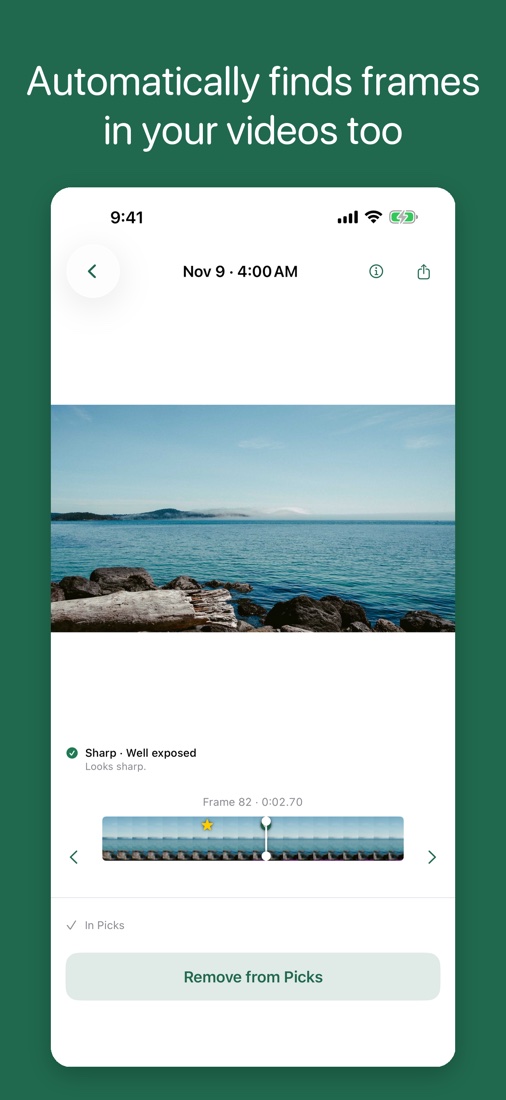 Automatically finds frames
in your videos too
9:41
Nov 9 · 4:00 AM
Sharp · Well exposed
Looks sharp.
Frame 82 · 0:02.70
In Picks
Remove from Picks